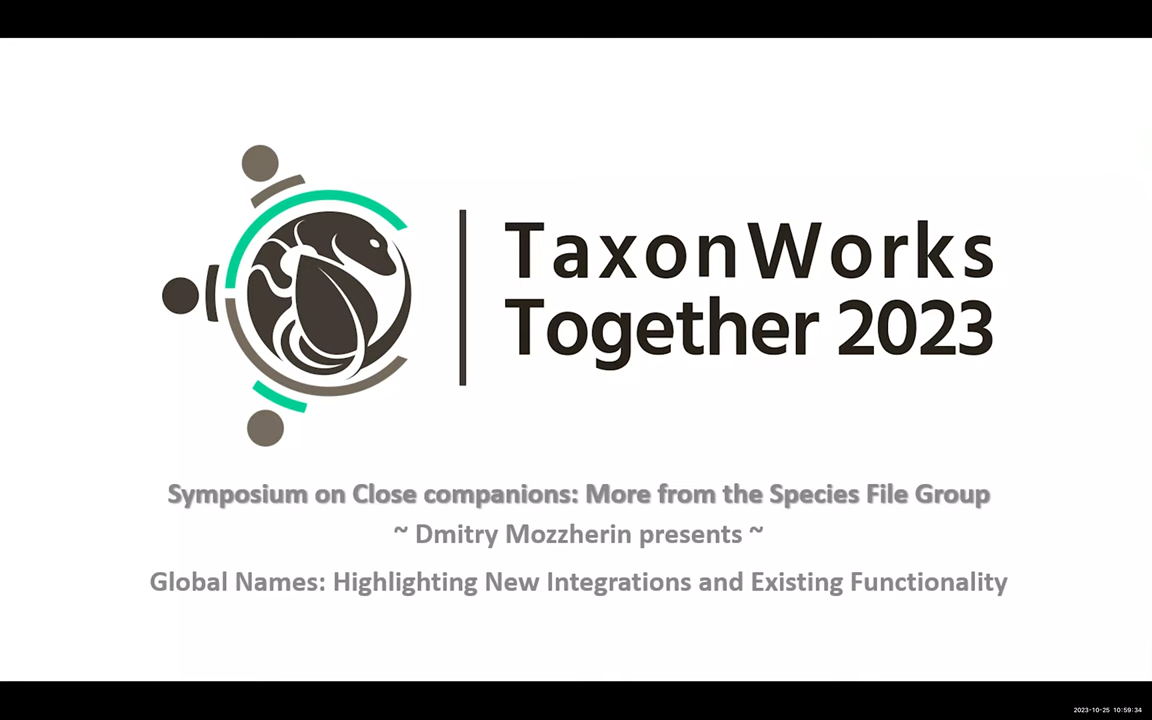 TaxonWorks
Together 2023
Symposium on Close companions: More from the Species File Group
~ Dmitry Mozzherin presents ~
Global Names: Highlighting New Integrations and Existing Functionality
2023-10-25 10:59:34